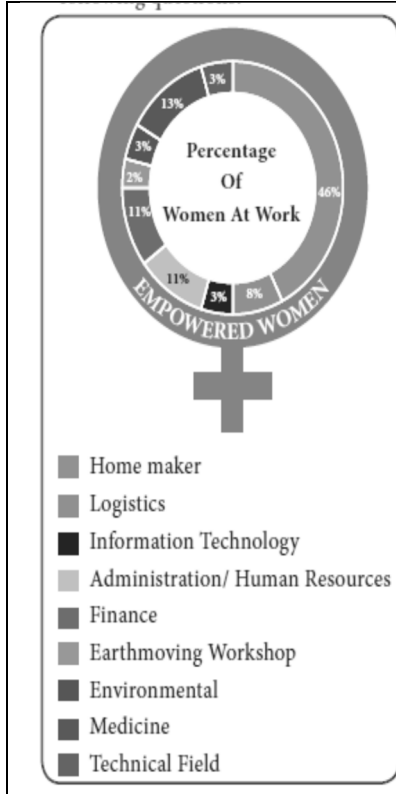 3%
13%
3%
2%
11%
11%
3%
8%
46%
Percentage
Of
Women At Work
EMPOWERED WOMEN
Home maker
Logistics
Information Technology
Administration/ Human Resources
Finance
Earthmoving Workshop
Environmental
Medicine
Technical Field